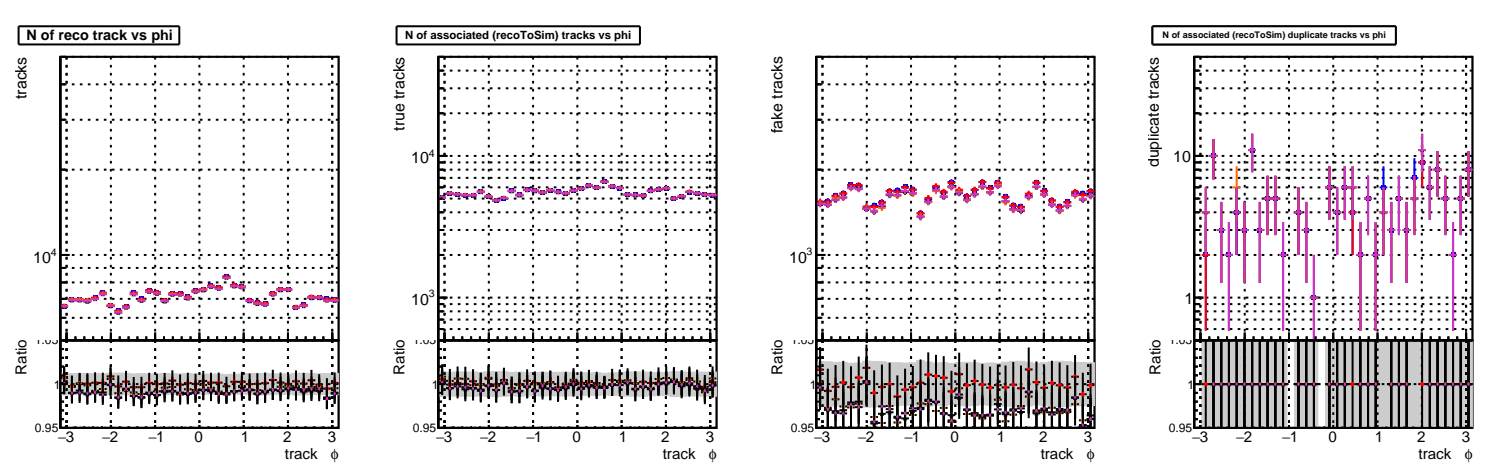 N of reco track vs phi
tracks
10⁴
Ratio
1.05
1
0.95
−3 −2 −1 0 1 2 3
track ϕ
N of associated (recoToSim) tracks vs phi
true tracks
10⁴
10³
Ratio
1.05
1
0.95
−3 −2 −1 0 1 2 3
track ϕ
fake tracks
10³
Ratio
1.05
1
0.95
−3 −2 −1 0 1 2 3
track ϕ
N of associated (recoToSim) duplicate tracks vs phi
duplicate tracks
10
1
Ratio
1.05
1
0.95
−3 −2 −1 0 1 2 3
track ϕ